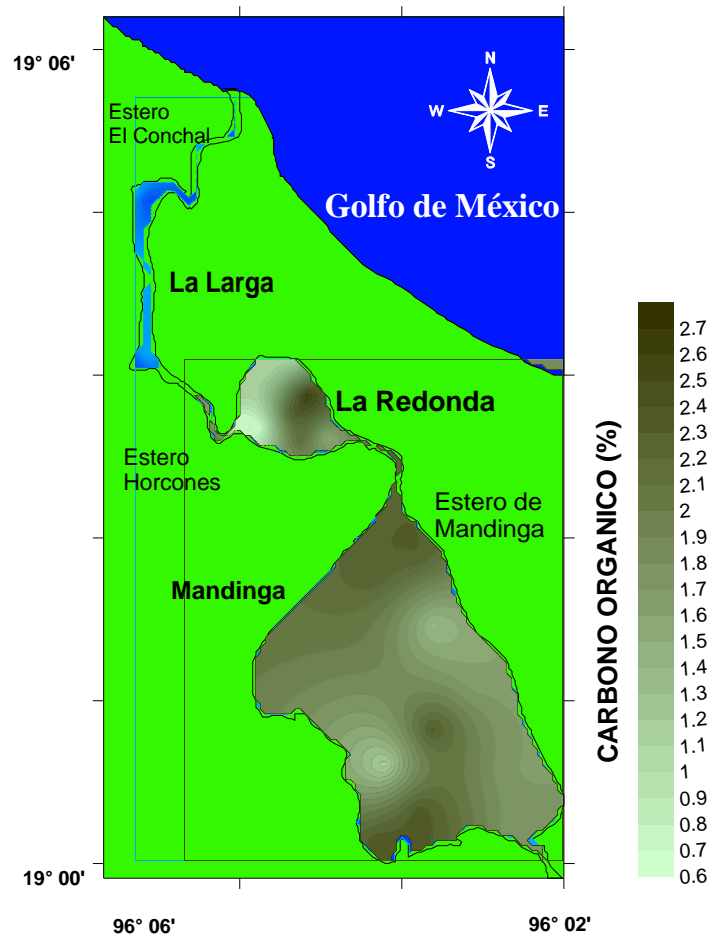 19° 06'
N
W
E
S
Estero
El Conchal
Golfo de México
La Larga
La Redonda
Estero
Horcones
Estero de
Mandinga
Mandinga
19° 00'
96° 06'
96° 02'
CARBONO ORGANICO (%)
2.7
2.6
2.5
2.4
2.3
2.2
2.1
2
1.9
1.8
1.7
1.6
1.5
1.4
1.3
1.2
1.1
1
0.9
0.8
0.7
0.6